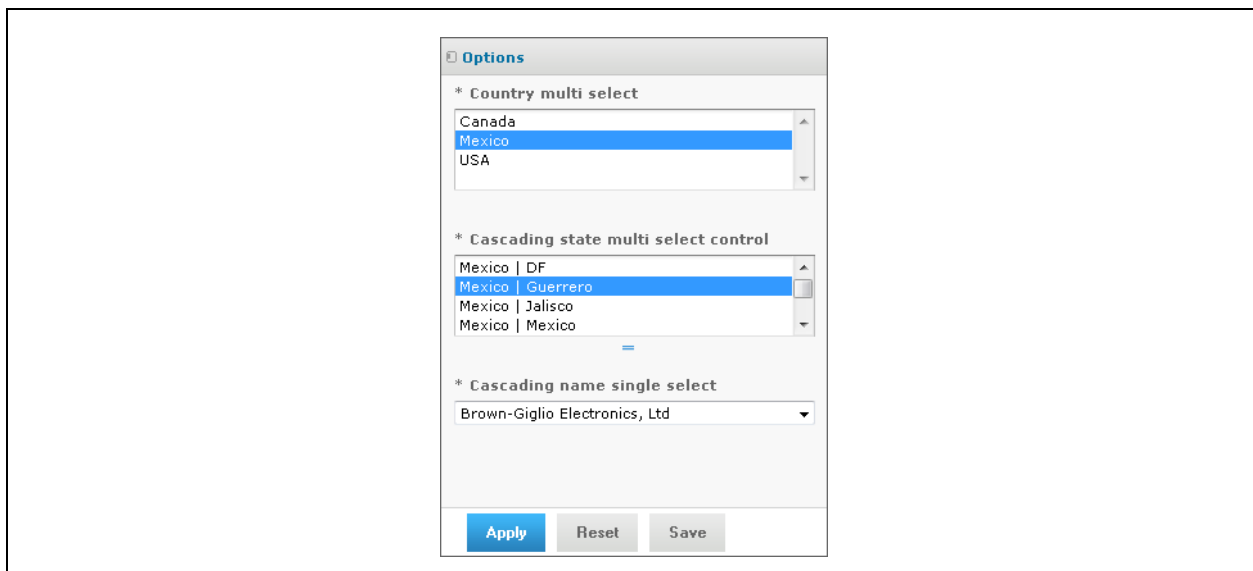 Options
* Country multi select
Canada
Mexico
USA
* Cascading state multi select control
Mexico | DF
Mexico | Guerrero
Mexico | Jalisco
Mexico | Mexico
* Cascading name single select
Brown-Giglio Electronics, Ltd
Apply Reset Save